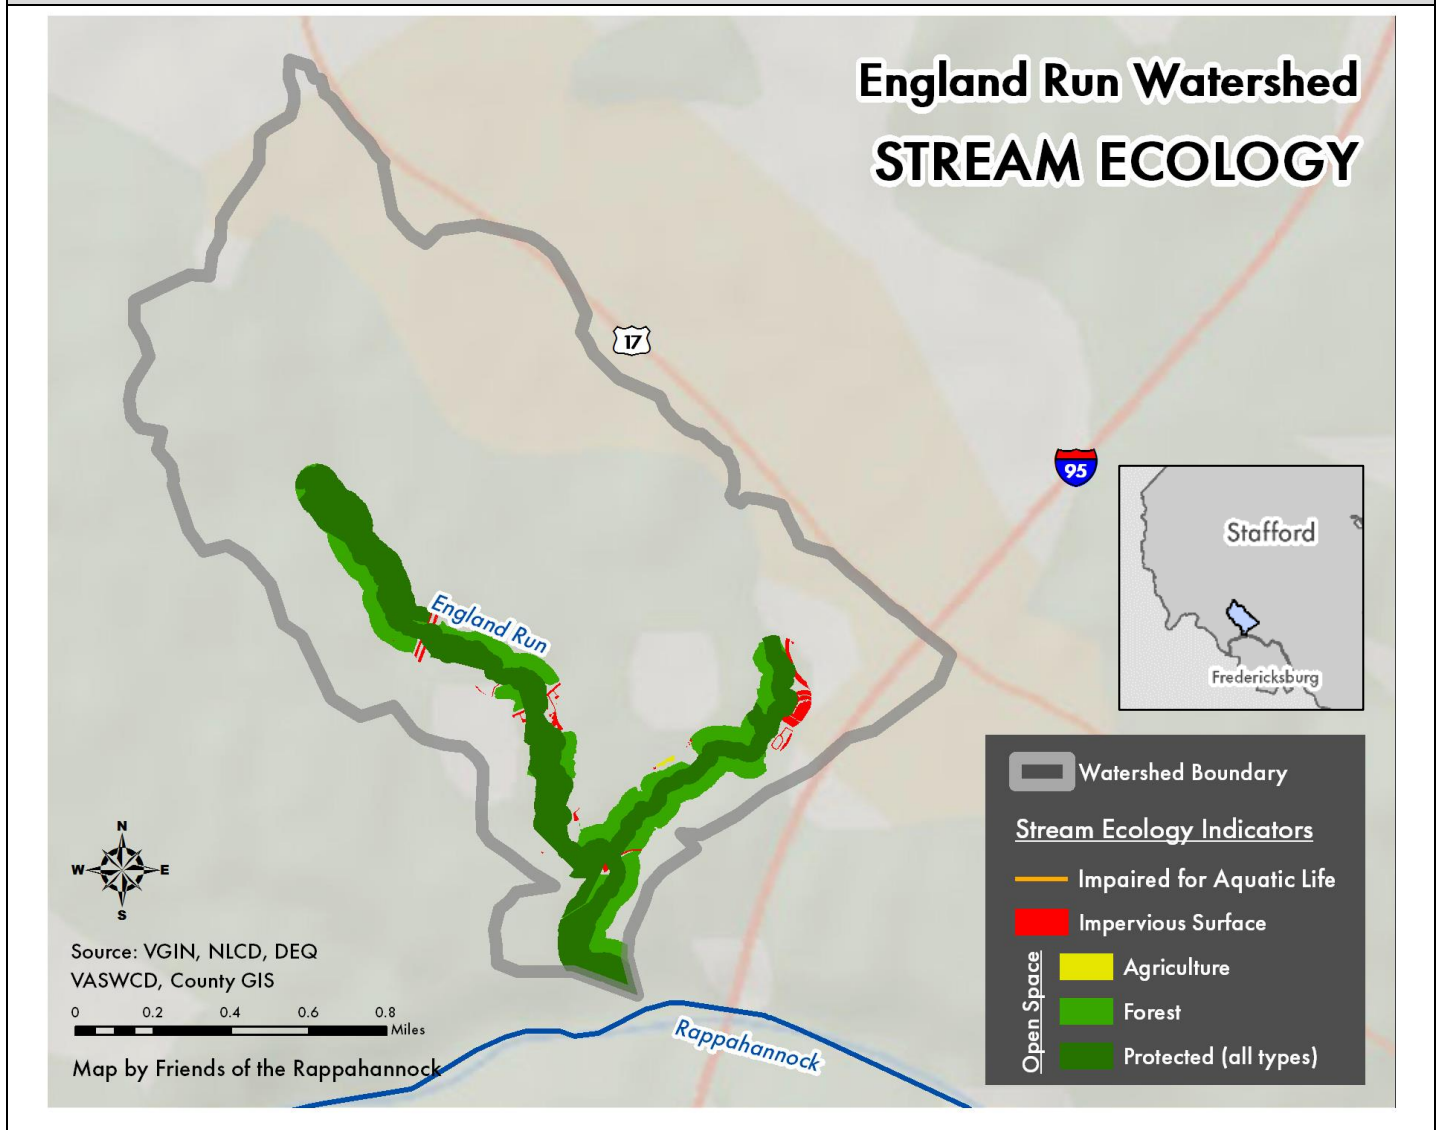 England Run Watershed
STREAM ECOLOGY
17
95
Stafford
Fredericksburg
England Run
Watershed Boundary
Stream Ecology Indicators
Impaired for Aquatic Life
Impervious Surface
Open Space
Agriculture
Forest
Protected (all types)
N
W E
S
Source: VGIN, NLCD, DEQ
VASWCD, County GIS
0 0.2 0.4 0.6 0.8
Miles
Rappahannock
Map by Friends of the Rappahannock